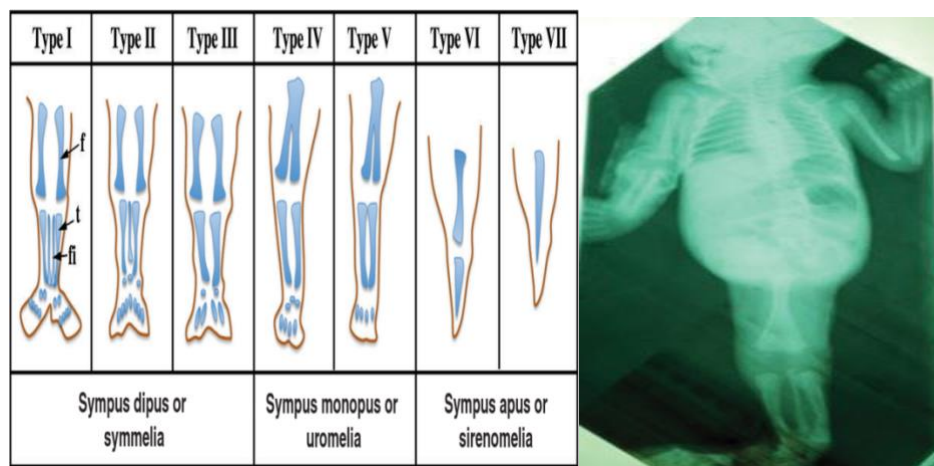 Type I
Type II
Type III
Type IV
Type V
Type VI
Type VII
f
t
fi
Sympus dipus or
symmelia
Sympus monopus or
uromelia
Sympus apus or
sirenomelia